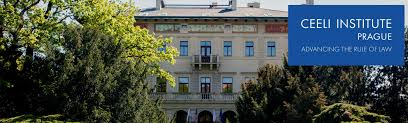 CEELI INSTITUTE
PRAGUE
ADVANCING THE RULE OF LAW